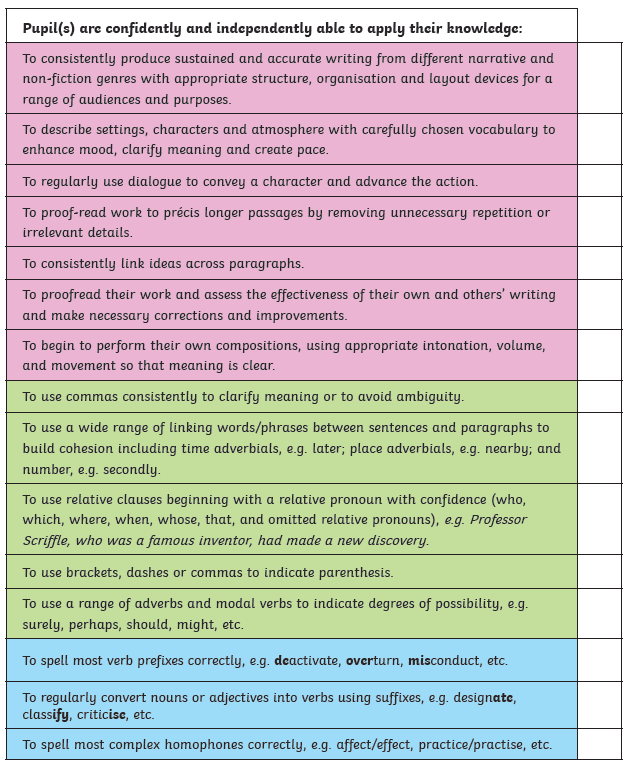 Pupil(s) are confidently and independently able to apply their knowledge:
To consistently produce sustained and accurate writing from different narrative and
non-fiction genres with appropriate structure, organisation and layout devices for a
range of audiences and purposes.
To describe settings, characters and atmosphere with carefully chosen vocabulary to
enhance mood, clarify meaning and create pace.
To regularly use dialogue to convey a character and advance the action.
To proof-read work to précis longer passages by removing unnecessary repetition or
irrelevant details.
To consistently link ideas across paragraphs.
To proofread their work and assess the effectiveness of their own and others’ writing
and make necessary corrections and improvements.
To begin to perform their own compositions, using appropriate intonation, volume,
and movement so that meaning is clear.
To use commas consistently to clarify meaning or to avoid ambiguity.
To use a wide range of linking words/phrases between sentences and paragraphs to
build cohesion including time adverbials, e.g. later; place adverbials, e.g. nearby; and
number, e.g. secondly.
To use relative clauses beginning with a relative pronoun with confidence (who,
which, where, when, whose, that, and omitted relative pronouns), e.g. Professor
Scriffle, who was a famous inventor, had made a new discovery.
To use brackets, dashes or commas to indicate parenthesis.
To use a range of adverbs and modal verbs to indicate degrees of possibility, e.g.
surely, perhaps, should, might, etc.
To spell most verb prefixes correctly, e.g. deactivate, overturn, misconduct, etc.
To regularly convert nouns or adjectives into verbs using suffixes, e.g. designate,
classify, criticise, etc.
To spell most complex homophones correctly, e.g. affect/effect, practice/practise, etc.